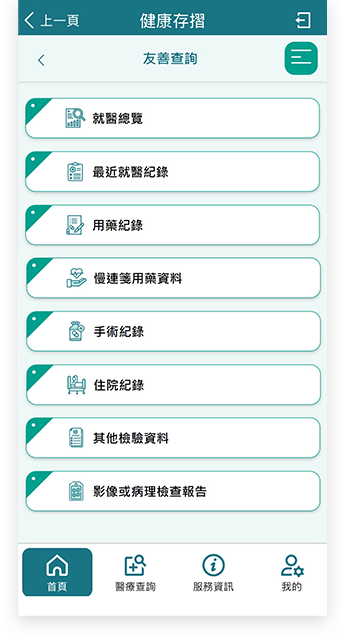 上一頁 健康存摺
友善查詢
就醫總覽
最近就醫紀錄
用藥紀錄
慢連箋用藥資料
手術紀錄
住院紀錄
其他檢驗資料
影像或病理檢查報告
首頁 醫療查詢 服務資訊 我的